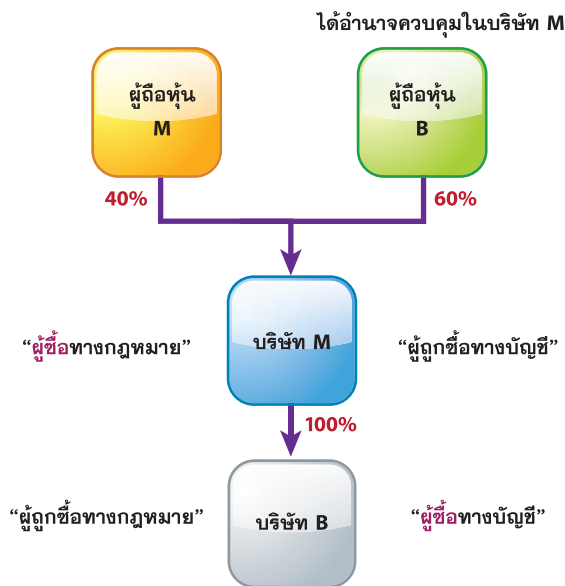 ได้อำนาจควบคุมในบริษัท M
ผู้ถือหุ้น
M
ผู้ถือหุ้น
B
40%
60%
“ผู้ซื้อทางกฎหมาย”
บริษัท M
“ผู้ถูกซื้อทางบัญชี”
100%
“ผู้ถูกซื้อทางกฎหมาย”
บริษัท B
“ผู้ซื้อทางบัญชี”